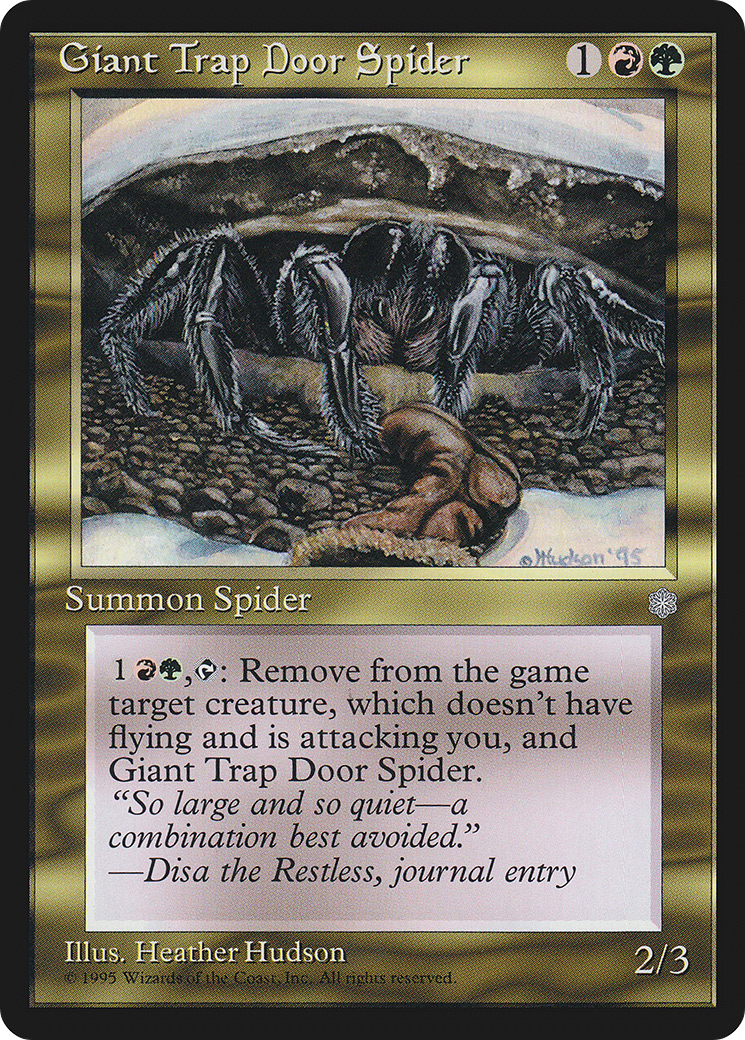 Giant Trap Door Spider 1
©HHudson '95
Summon Spider
1 , : Remove from the game
target creature, which doesn't have
flying and is attacking you, and
Giant Trap Door Spider.
“So large and so quiet—a
combination best avoided.”
—Disa the Restless, journal entry
Illus. Heather Hudson
© 1995 Wizards of the Coast, Inc. All rights reserved.
2/3